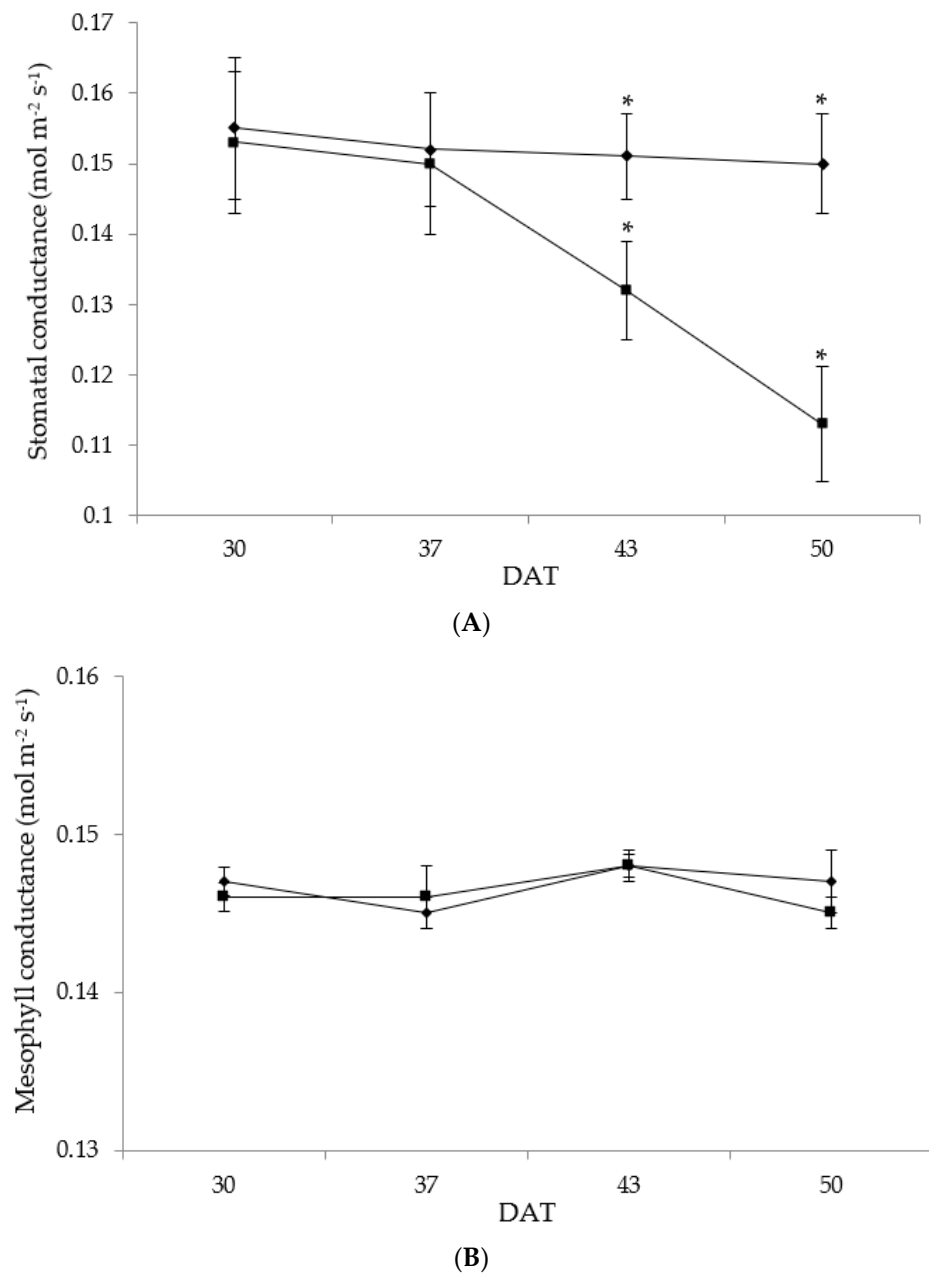 0.17
0.16
0.15
0.14
0.13
0.12
0.11
0.1
Stomatal conductance (mol m⁻² s⁻¹)
* *
*
*
30 37 43 50
DAT
(A)
0.16
0.15
0.14
0.13
Mesophyll conductance (mol m⁻² s⁻¹)
30 37 43 50
DAT
(B)